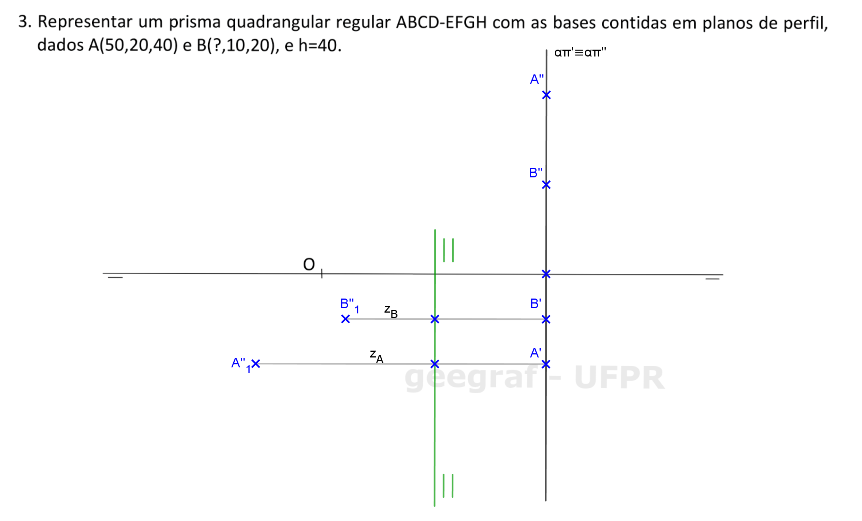 3. Representar um prisma quadrangular regular ABCD-EFGH com as bases contidas em planos de perfil,
dados A(50,20,40) e B(?,10,20), e h=40.
απ'≡απ''
A''
B''
O
B''1
zB
B'
A''1
zA
A'
geegraf - UFPR